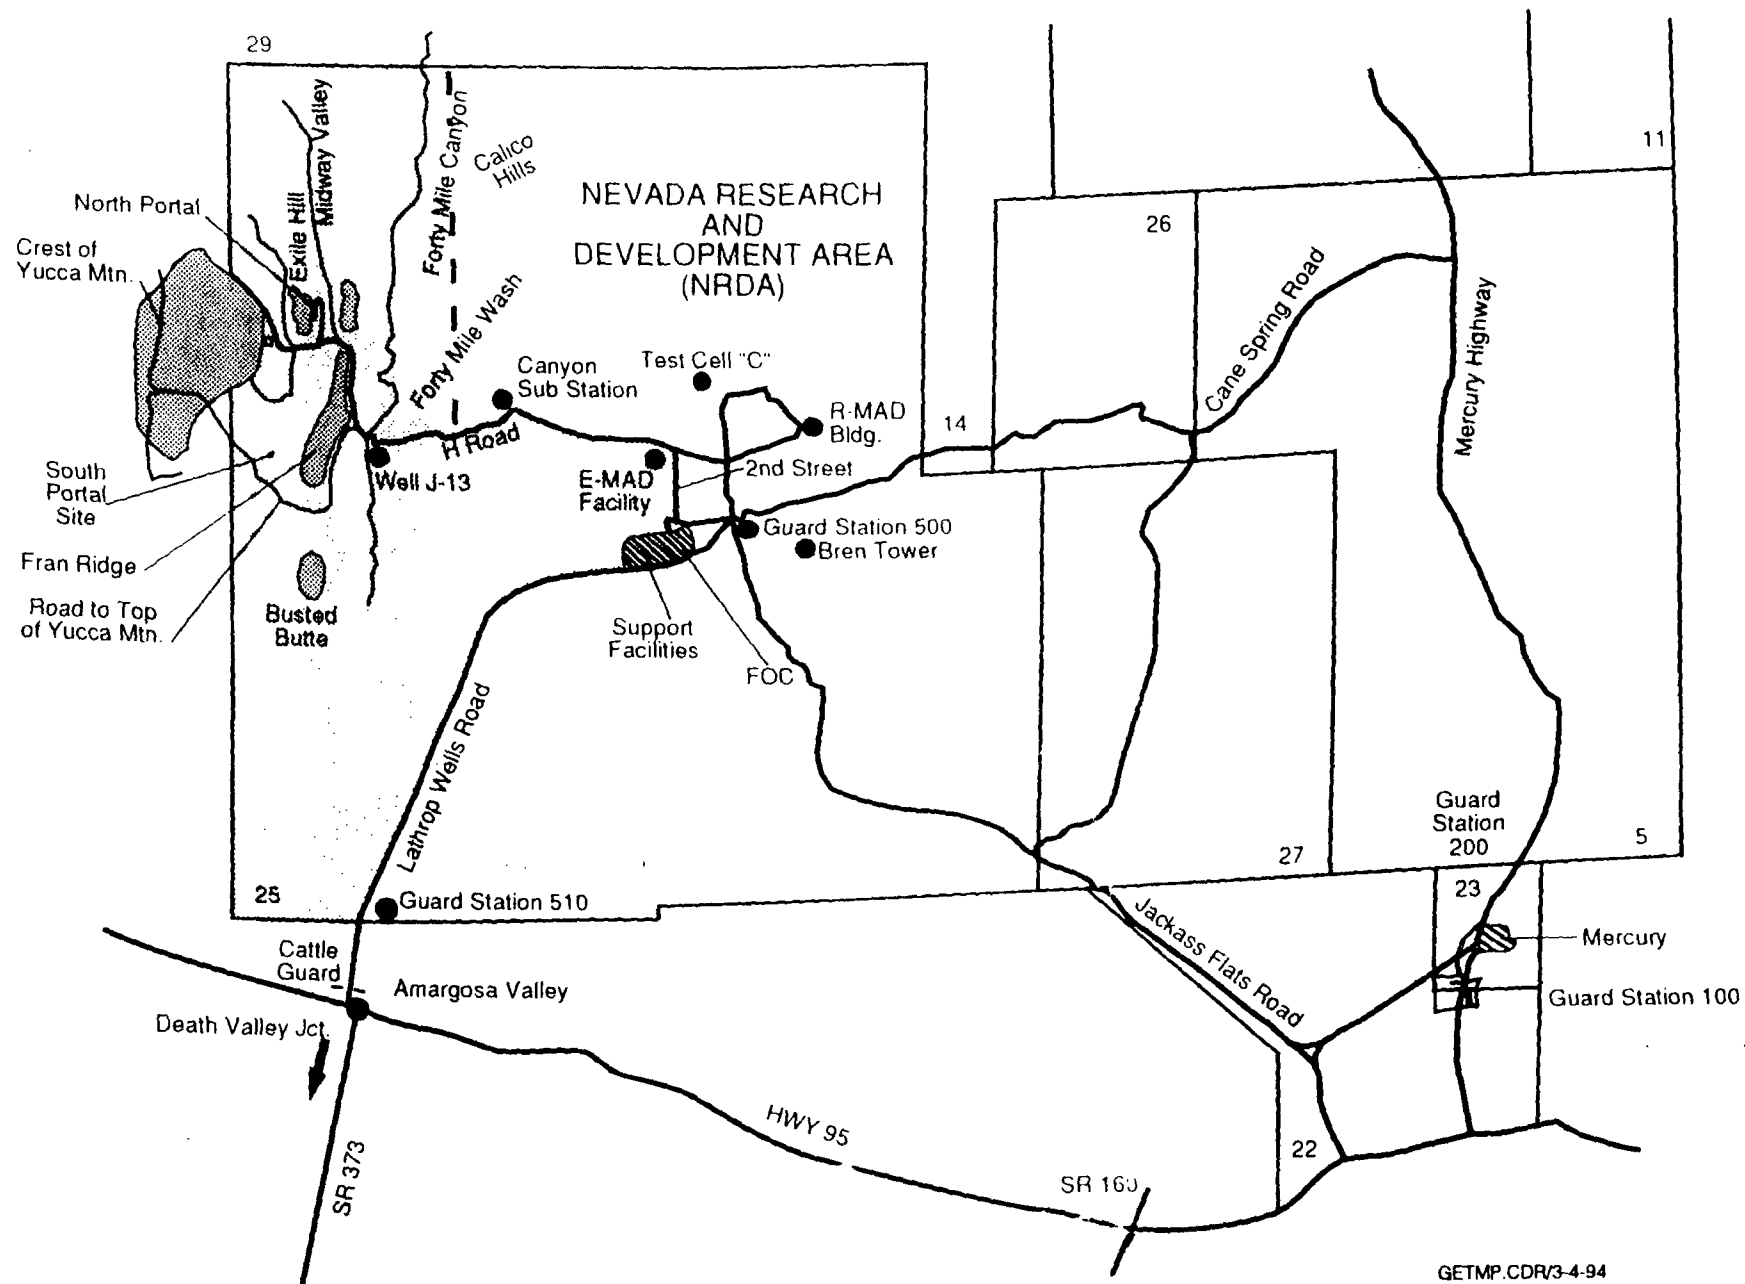 29
11
Midway Valley
Forty Mile Canyon
Calico
Hills
NEVADA RESEARCH
AND
DEVELOPMENT AREA
(NRDA)
North Portal
Exile Hill
Crest of
Yucca Mtn.
26
Cane Spring Road
Mercury Highway
Forty Mile Wash
Canyon
Sub Station
Test Cell "C"
R-MAD
Bldg.
14
H Road
2nd Street
Well J-13
E-MAD
Facility
South
Portal
Site
Guard Station 500
Bren Tower
Fran Ridge
Road to Top
of Yucca Mtn.
Busted
Butte
Support
Facilities
FOC
Lathrop Wells Road
Guard
Station
200
5
27
25
Guard Station 510
23
Jackass Flats Road
Mercury
Cattle
Guard
Amargosa Valley
Guard Station 100
Death Valley Jct.
HWY 95
SR 373
22
SR 160
GETMP.CDR/3-4-94